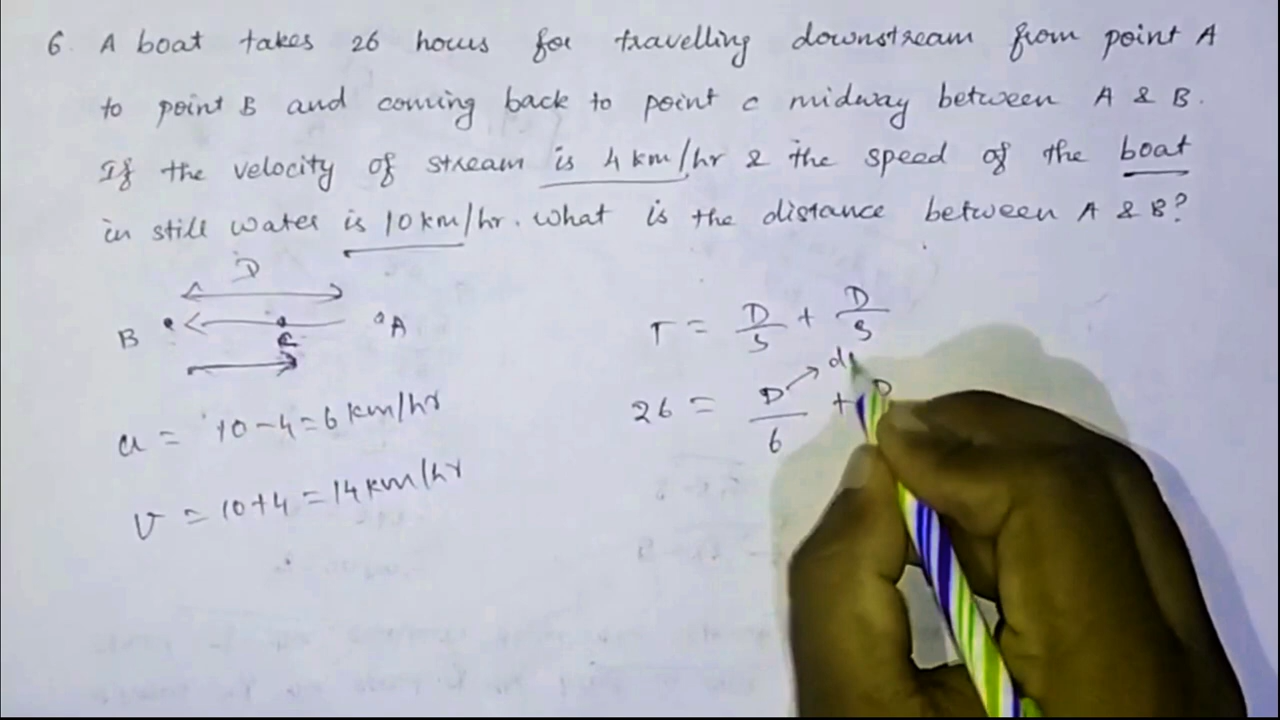 6. A boat takes 26 hours for travelling downstream from point A
to point B and coming back to point c midway between A & B.
If the velocity of stream is 4 km/hr & the speed of the boat
in still water is 10 km/hr. What is the distance between A & B?
D
B C A
T = D/S + D/S
26 = D/6 + D
u = 10-4 = 6 km/hr
v = 10+4 = 14 km/hr